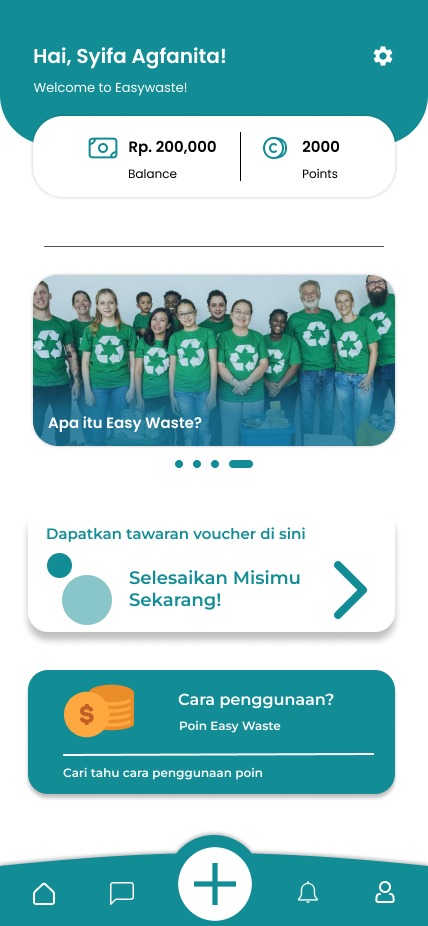 Hai, Syifa Agfanita!
Welcome to Easywaste!
Rp. 200,000
Balance
2000
Points
Apa itu Easy Waste?
Dapatkan tawaran voucher di sini
Selesaikan Misimu
Sekarang!
Cara penggunaan?
Poin Easy Waste
Cari tahu cara penggunaan poin